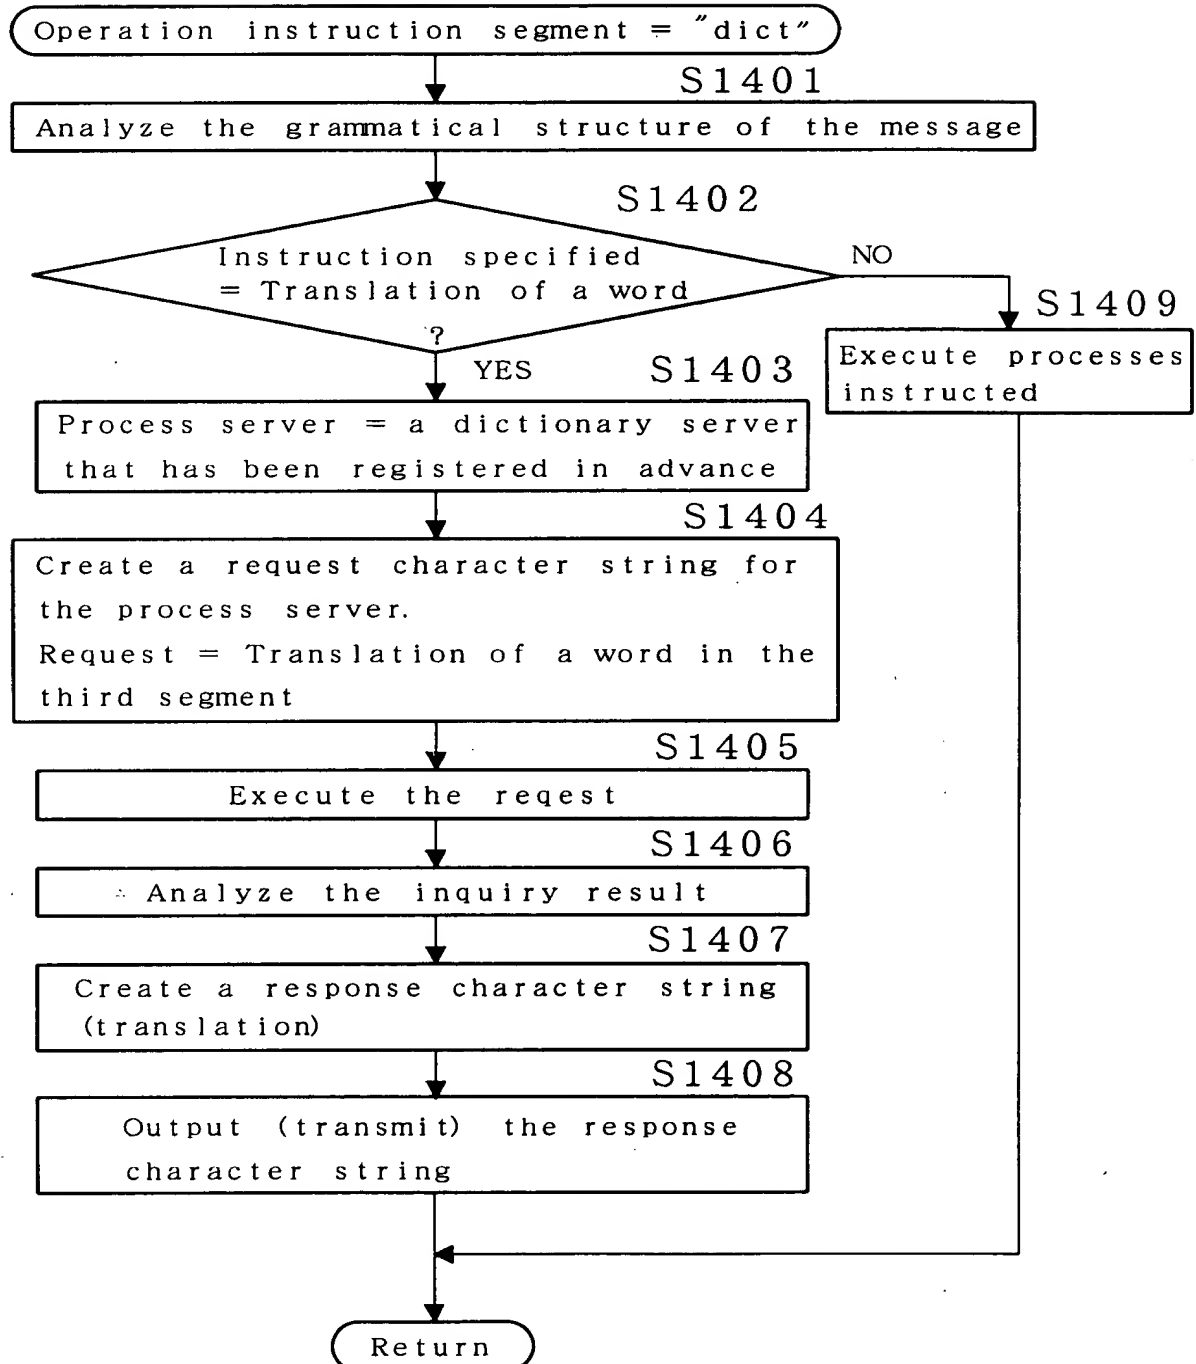 Operation instruction segment = "dict"
S1401
Analyze the grammatical structure of the message
S1402
Instruction specified
= Translation of a word
?
NO
S1409
Execute processes
instructed
YES
S1403
Process server = a dictionary server
that has been registered in advance
S1404
Create a request character string for
the process server.
Request = Translation of a word in the
third segment
S1405
Execute the reqest
S1406
Analyze the inquiry result
S1407
Create a response character string
(translation)
S1408
Output (transmit) the response
character string
Return